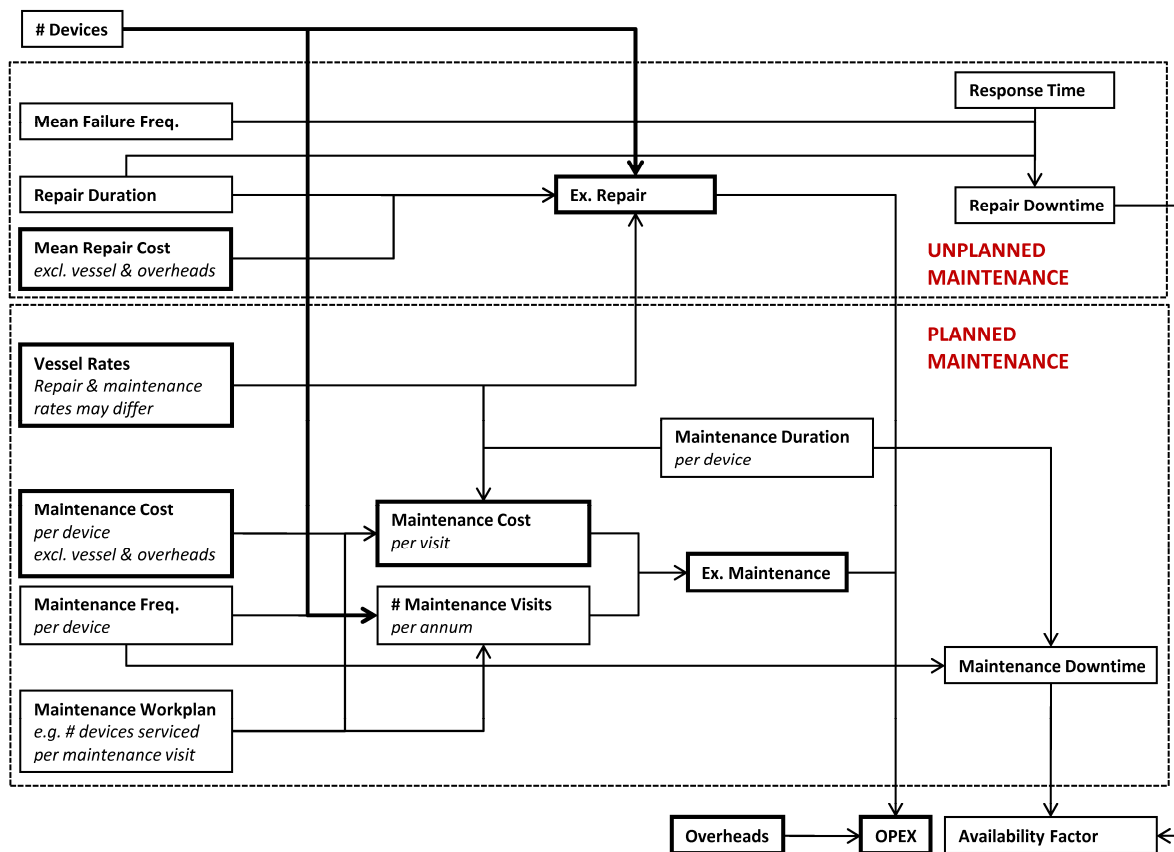 # Devices
Response Time
Mean Failure Freq.
Repair Duration
Ex. Repair
Repair Downtime
Mean Repair Cost
excl. vessel & overheads
UNPLANNED
MAINTENANCE
PLANNED
MAINTENANCE
Vessel Rates
Repair & maintenance
rates may differ
Maintenance Duration
per device
Maintenance Cost
per device
excl. vessel & overheads
Maintenance Cost
per visit
Ex. Maintenance
Maintenance Freq.
per device
# Maintenance Visits
per annum
Maintenance Downtime
Maintenance Workplan
e.g. # devices serviced
per maintenance visit
Overheads
OPEX
Availability Factor